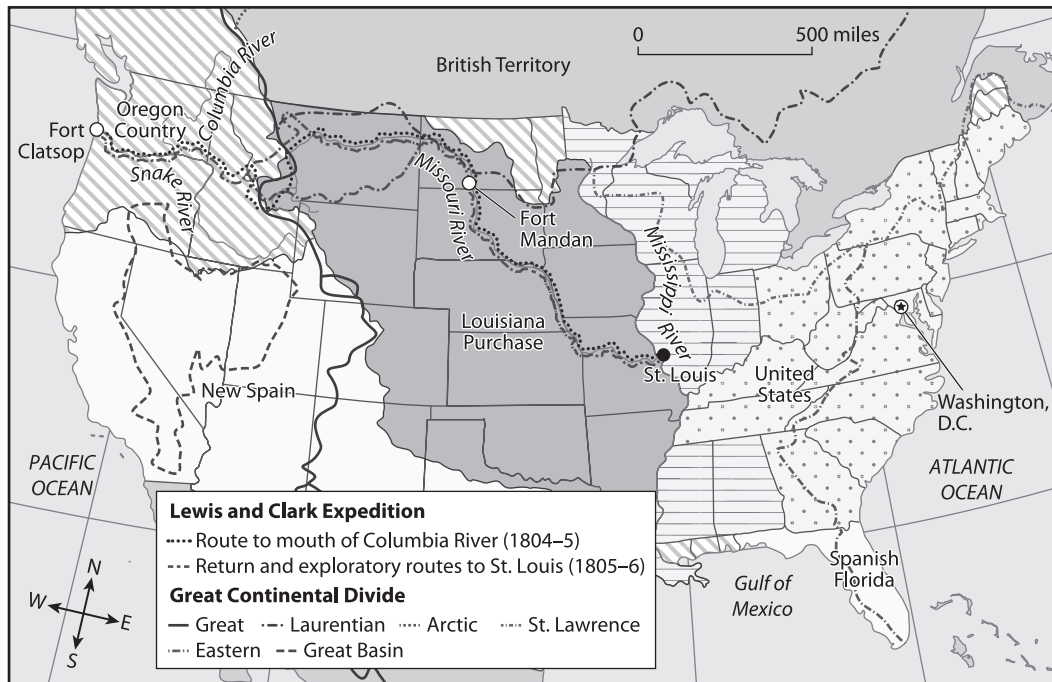 0 500 miles
British Territory
Columbia River
Oregon
Country
Fort
Clatsop
Snake River
Missouri River
Fort
Mandan
Mississippi River
Louisiana
Purchase
St. Louis
United
States
Washington,
D.C.
New Spain
PACIFIC
OCEAN
ATLANTIC
OCEAN
Spanish
Florida
Gulf of
Mexico
N
W
E
S
Lewis and Clark Expedition
Route to mouth of Columbia River (1804–5)
Return and exploratory routes to St. Louis (1805–6)
Great Continental Divide
Great Laurentian Arctic St. Lawrence
Eastern Great Basin